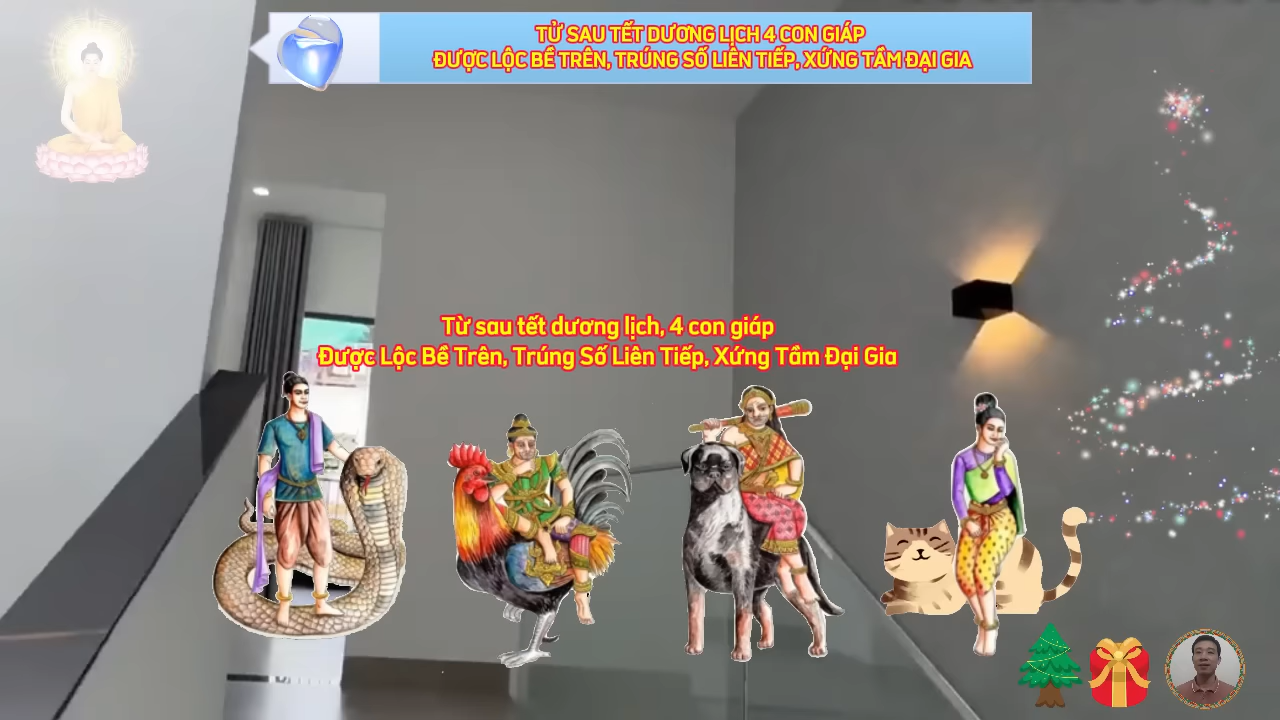 TỪ SAU TẾT DƯƠNG LỊCH 4 CON GIÁP
ĐƯỢC LỘC BỀ TRÊN, TRÚNG SỐ LIÊN TIẾP, XỨNG TẦM ĐẠI GIA
Từ sau tết dương lịch, 4 con giáp
Được Lộc Bề Trên, Trúng Số Liên Tiếp, Xứng Tầm Đại Gia